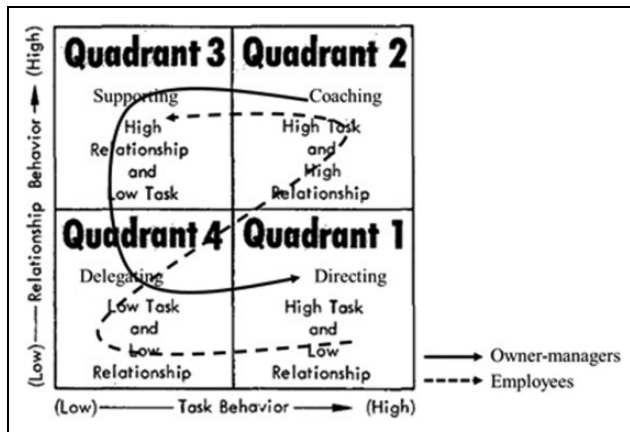 Quadrant 3
Quadrant 2
Supporting
Coaching
High
Relationship
and
Low Task
High Task
and
High
Relationship
Quadrant 4
Quadrant 1
Delegating
Directing
Low Task
and
Low
Relationship
High Task
and
Low
Relationship
(Low) Relationship Behavior (High)
(Low) Task Behavior (High)
Owner-managers
Employees